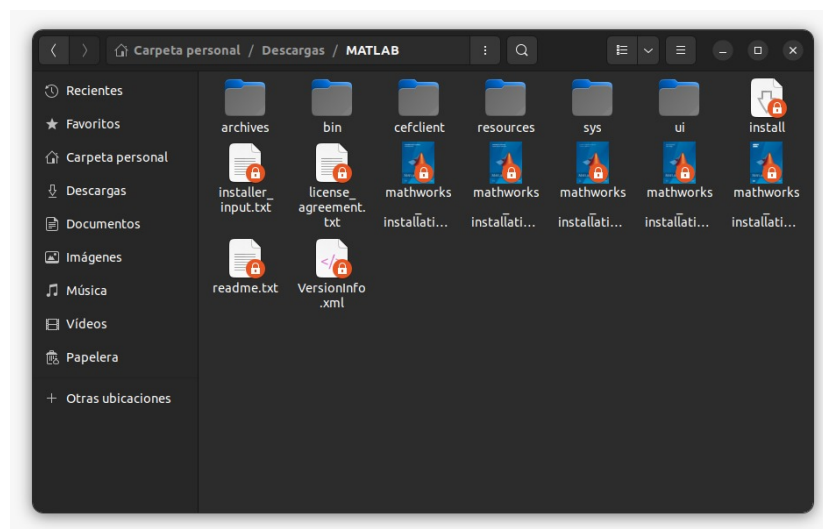 Carpeta personal / Descargas / MATLAB
Recientes
Favoritos
Carpeta personal
Descargas
Documentos
Imágenes
Música
Vídeos
Papelera
Otras ubicaciones
archives
bin
cefclient
resources
sys
ui
install
installer_
input.txt
license_
agreement.
txt
mathworks
_
installati...
mathworks
_
installati...
mathworks
_
installati...
mathworks
_
installati...
mathworks
_
installati...
readme.txt
VersionInfo
.xml